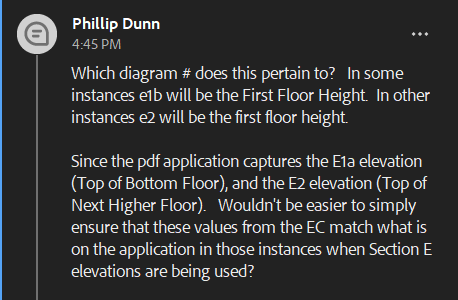 Phillip Dunn
4:45 PM
Which diagram # does this pertain to?   In some
instances e1b will be the First Floor Height.  In other
instances e2 will be the first floor height.
Since the pdf application captures the E1a elevation
(Top of Bottom Floor), and the E2 elevation (Top of
Next Higher Floor).   Wouldn't be easier to simply
ensure that these values from the EC match what is
on the application in those instances when Section E
elevations are being used?